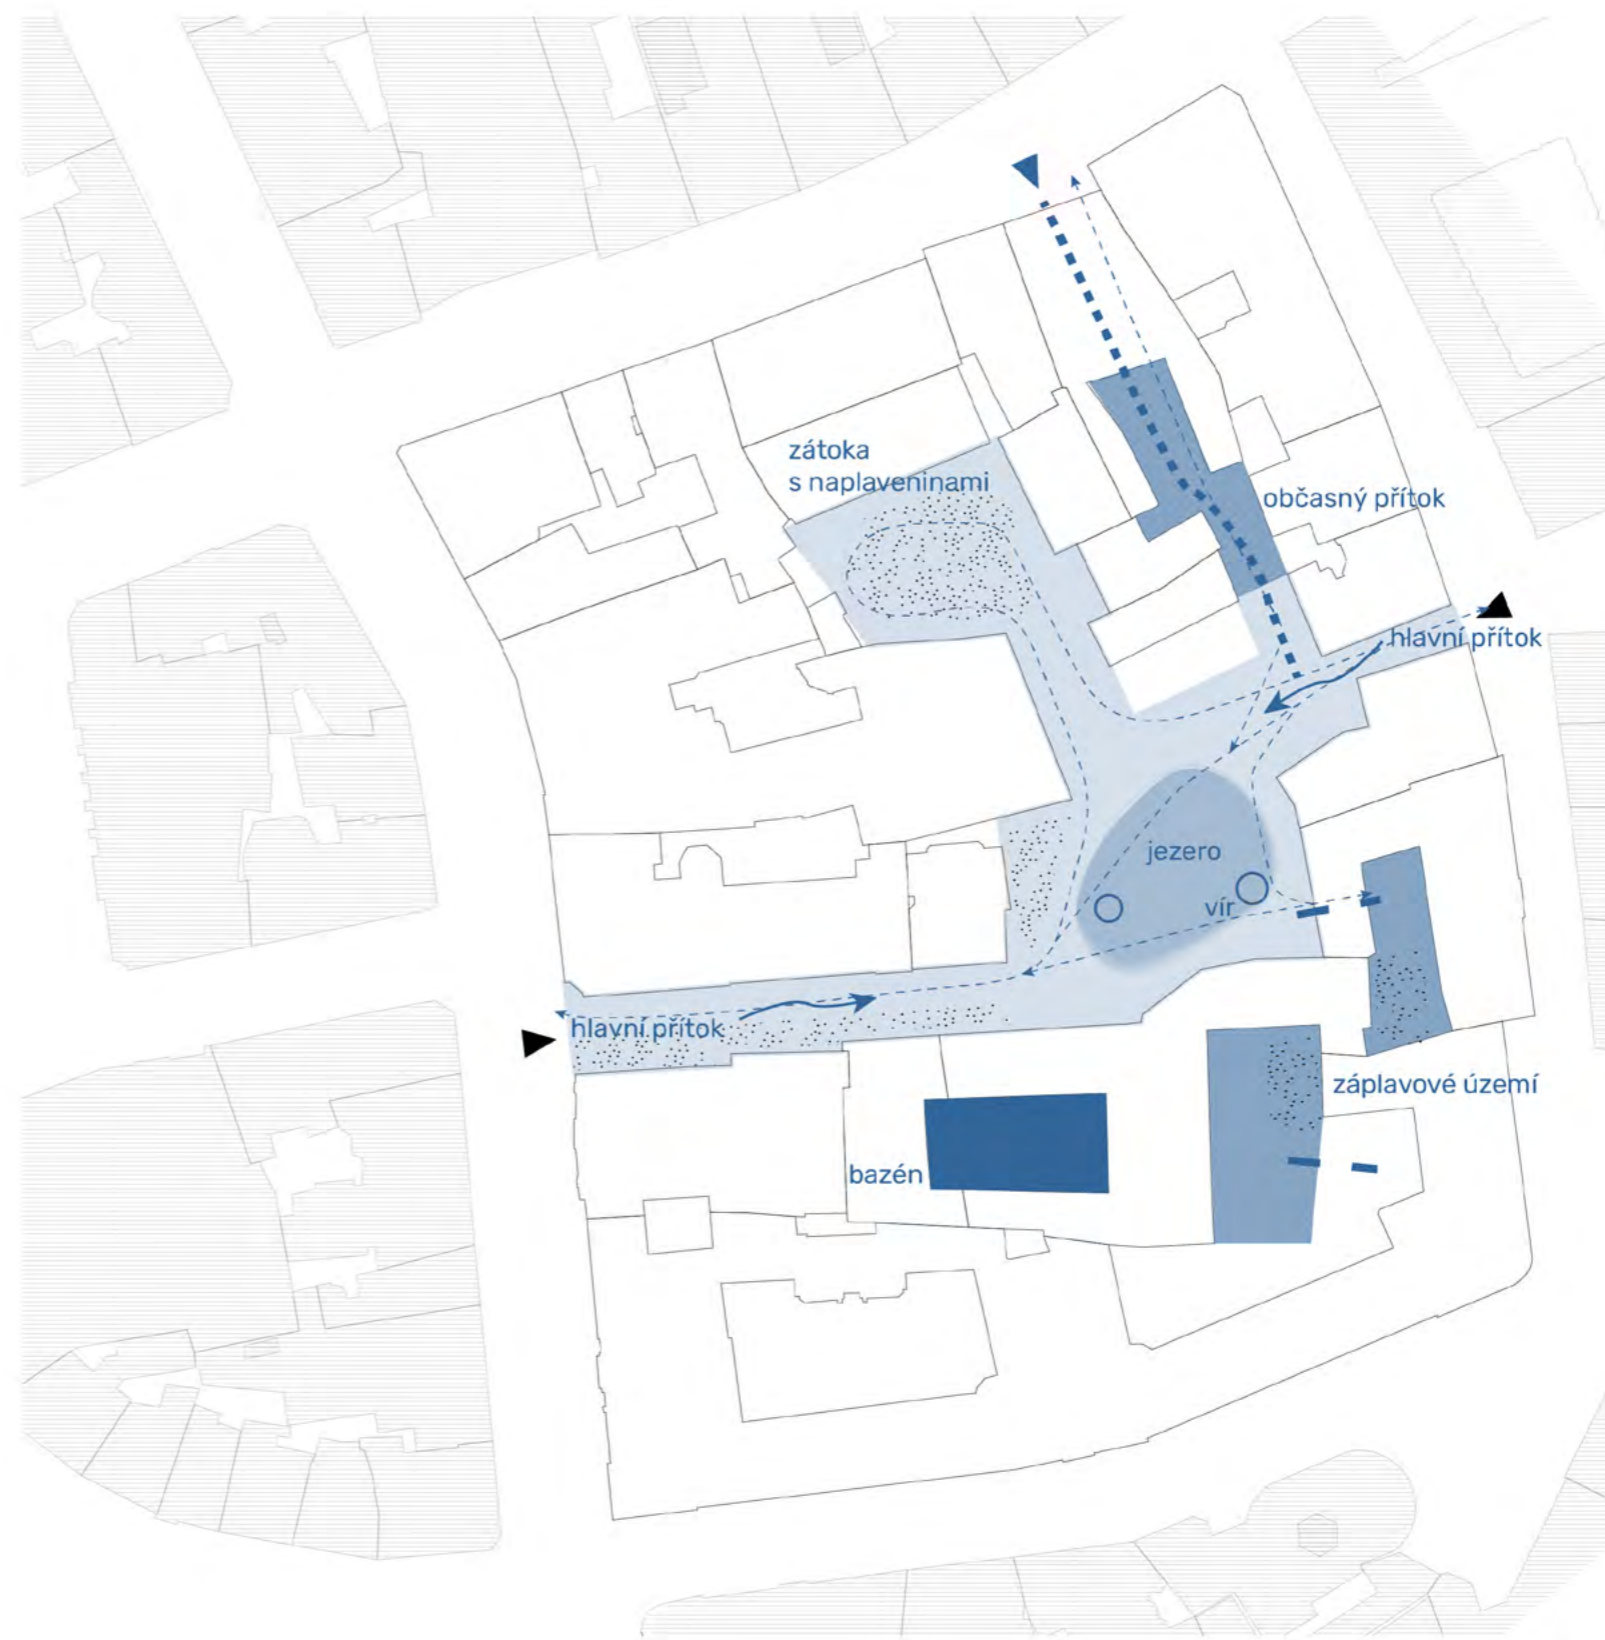 zátoka
s naplaveninami
občasný přítok
hlavní přítok
jezero
vír
hlavní přítok
záplavové území
bazén